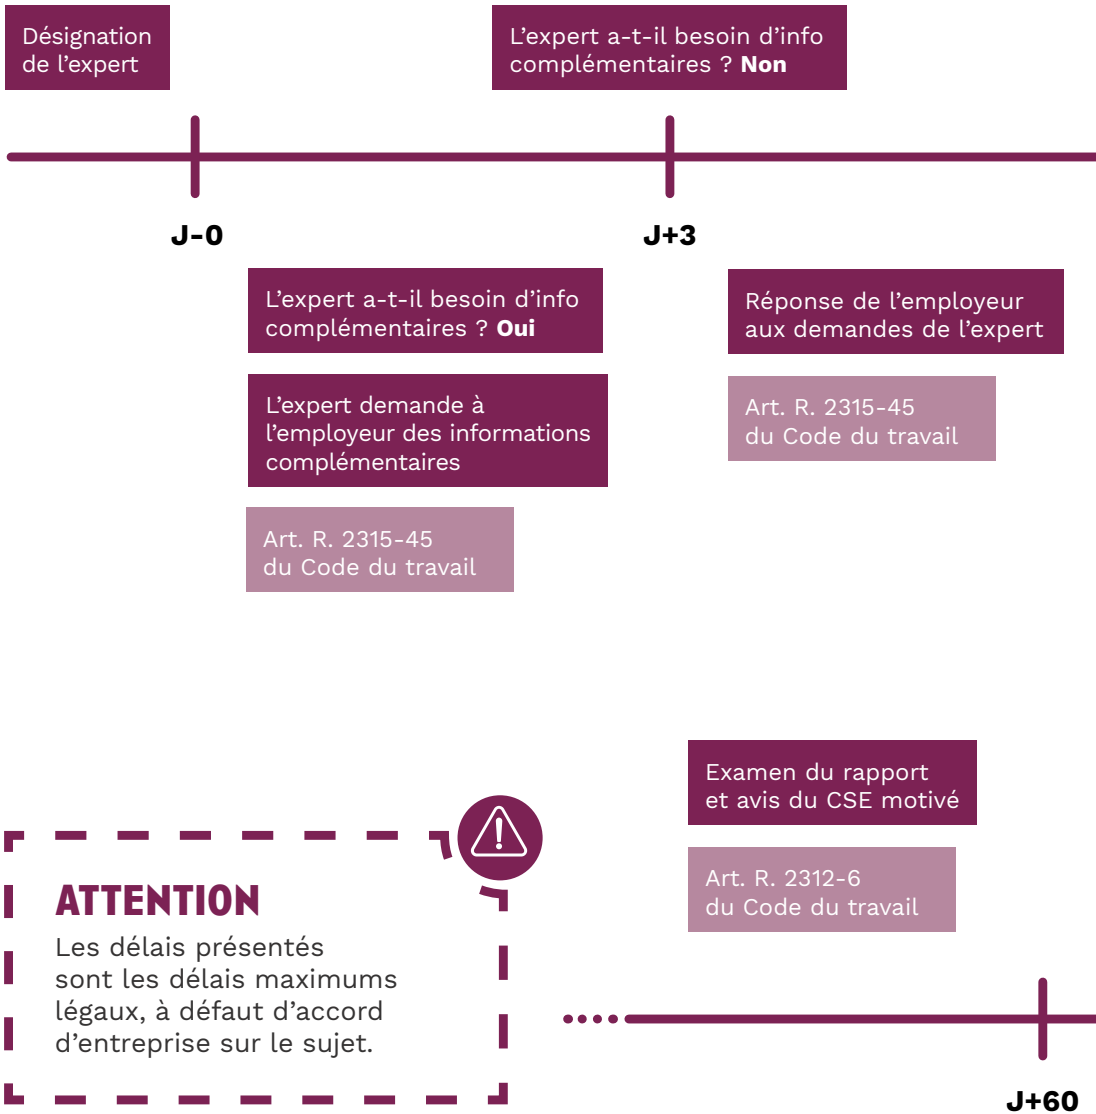 Désignation
de l'expert
L'expert a-t-il besoin d'info
complémentaires ? Non
J-0
J+3
L'expert a-t-il besoin d'info
complémentaires ? Oui
L'expert demande à
l'employeur des informations
complémentaires
Art. R. 2315-45
du Code du travail
Réponse de l'employeur
aux demandes de l'expert
Art. R. 2315-45
du Code du travail
Examen du rapport
et avis du CSE motivé
Art. R. 2312-6
du Code du travail
ATTENTION
Les délais présentés
sont les délais maximums
légaux, à défaut d'accord
d'entreprise sur le sujet.
J+60